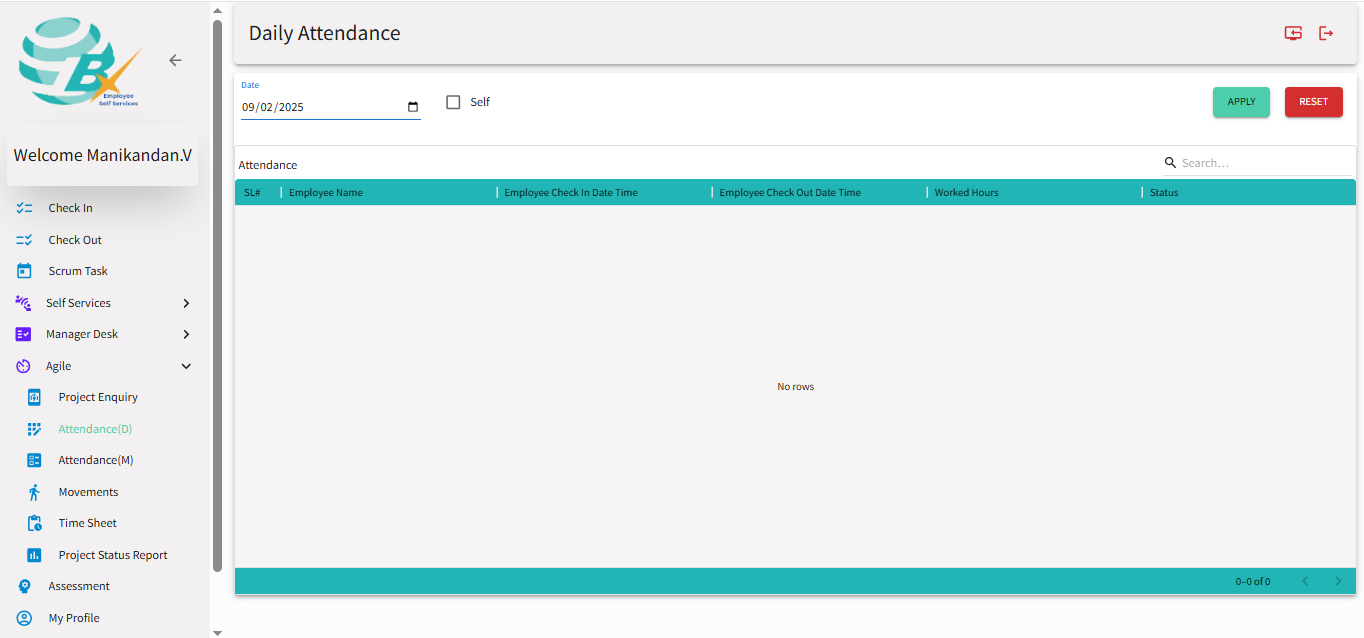 Daily Attendance
BX
Employee
Self Services
Welcome Manikandan.V
Check In
Check Out
Scrum Task
Self Services
Manager Desk
Agile
Project Enquiry
Attendance(D)
Attendance(M)
Movements
Time Sheet
Project Status Report
Assessment
My Profile
Date
09/02/2025
Self
APPLY
RESET
Attendance
Search…
SL# Employee Name Employee Check In Date Time Employee Check Out Date Time Worked Hours Status
No rows
0–0 of 0